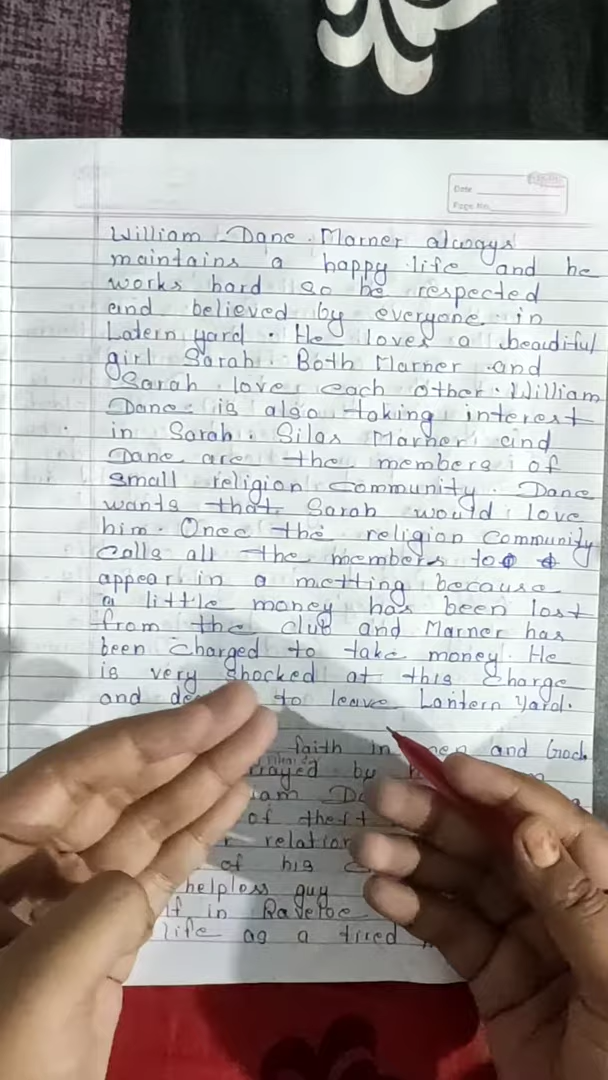 Date
Page No.
William Dane. Marner always
maintains a happy life and he
works hard so he respected
and believed by everyone in
Latern yard. He loves a beautiful
girl Sarah. Both Marner and
Sarah love each other. William
Dane is also taking interest
in Sarah. Silas Marner and
Dane are the members of
small religion community. Dane
wants that Sarah would love
him. Once the religion community
calls all the members to
appear in a metting because
a little money has been lost
from the club and Marner has
been charged to take money. He
is very shocked at this charge
and to leave Lantern yard.
faith in men and God.
by
of theft
of his
helpless guy
in Raveloe
life as a tired